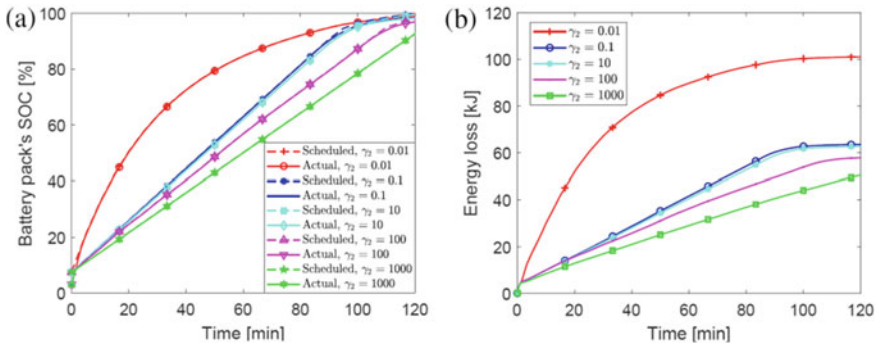 (a)
Battery pack's SOC [%]
100
80
60
40
20
0
0 20 40 60 80 100 120
Time [min]
Scheduled, γ₂ = 0.01
Actual, γ₂ = 0.01
Scheduled, γ₂ = 0.1
Actual, γ₂ = 0.1
Scheduled, γ₂ = 10
Actual, γ₂ = 10
Scheduled, γ₂ = 100
Actual, γ₂ = 100
Scheduled, γ₂ = 1000
Actual, γ₂ = 1000
(b)
Energy loss [kJ]
120
100
80
60
40
20
0
0 20 40 60 80 100 120
Time [min]
γ₂ = 0.01
γ₂ = 0.1
γ₂ = 10
γ₂ = 100
γ₂ = 1000